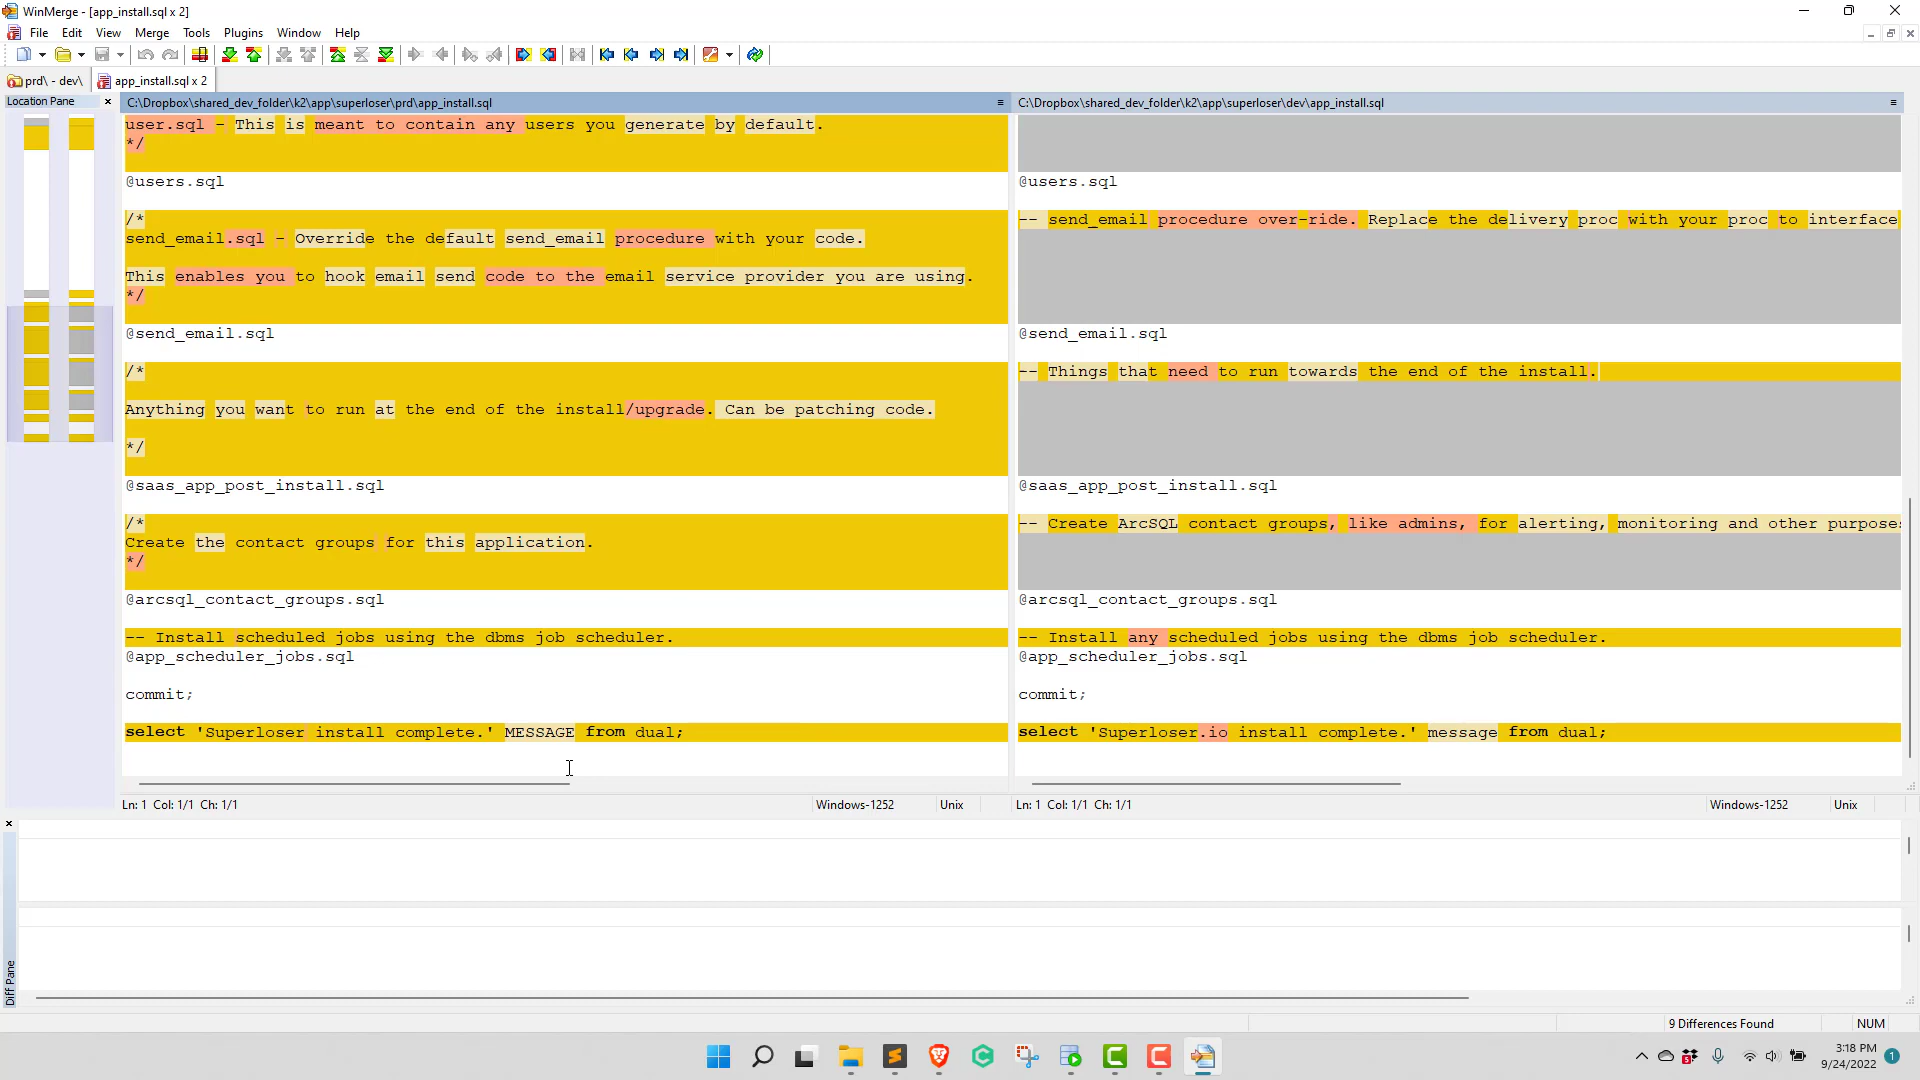 WinMerge - [app_install.sql x 2]
File Edit View Merge Tools Plugins Window Help
prd\ - dev\ app_install.sql x 2
Location Pane
C:\Dropbox\shared_dev_folder\k2\app\superloser\prd\app_install.sql
user.sql - This is meant to contain any users you generate by default.
*/
@users.sql
/*
send_email.sql - Override the default send_email procedure with your code.
This enables you to hook email send code to the email service provider you are using.
*/
@send_email.sql
/*
Anything you want to run at the end of the install/upgrade. Can be patching code.
*/
@saas_app_post_install.sql
/*
Create the contact groups for this application.
*/
@arcsql_contact_groups.sql
-- Install scheduled jobs using the dbms job scheduler.
@app_scheduler_jobs.sql
commit;
select 'Superloser install complete.' MESSAGE from dual;
Ln: 1 Col: 1/1 Ch: 1/1 Windows-1252 Unix
C:\Dropbox\shared_dev_folder\k2\app\superloser\dev\app_install.sql
@users.sql
-- send_email procedure over-ride. Replace the delivery proc with your proc to interface
@send_email.sql
-- Things that need to run towards the end of the install.
@saas_app_post_install.sql
-- Create ArcSQL contact groups, like admins, for alerting, monitoring and other purposes
@arcsql_contact_groups.sql
-- Install any scheduled jobs using the dbms job scheduler.
@app_scheduler_jobs.sql
commit;
select 'Superloser.io install complete.' message from dual;
Ln: 1 Col: 1/1 Ch: 1/1 Windows-1252 Unix
Diff Pane
9 Differences Found NUM
3:18 PM
9/24/2022
1